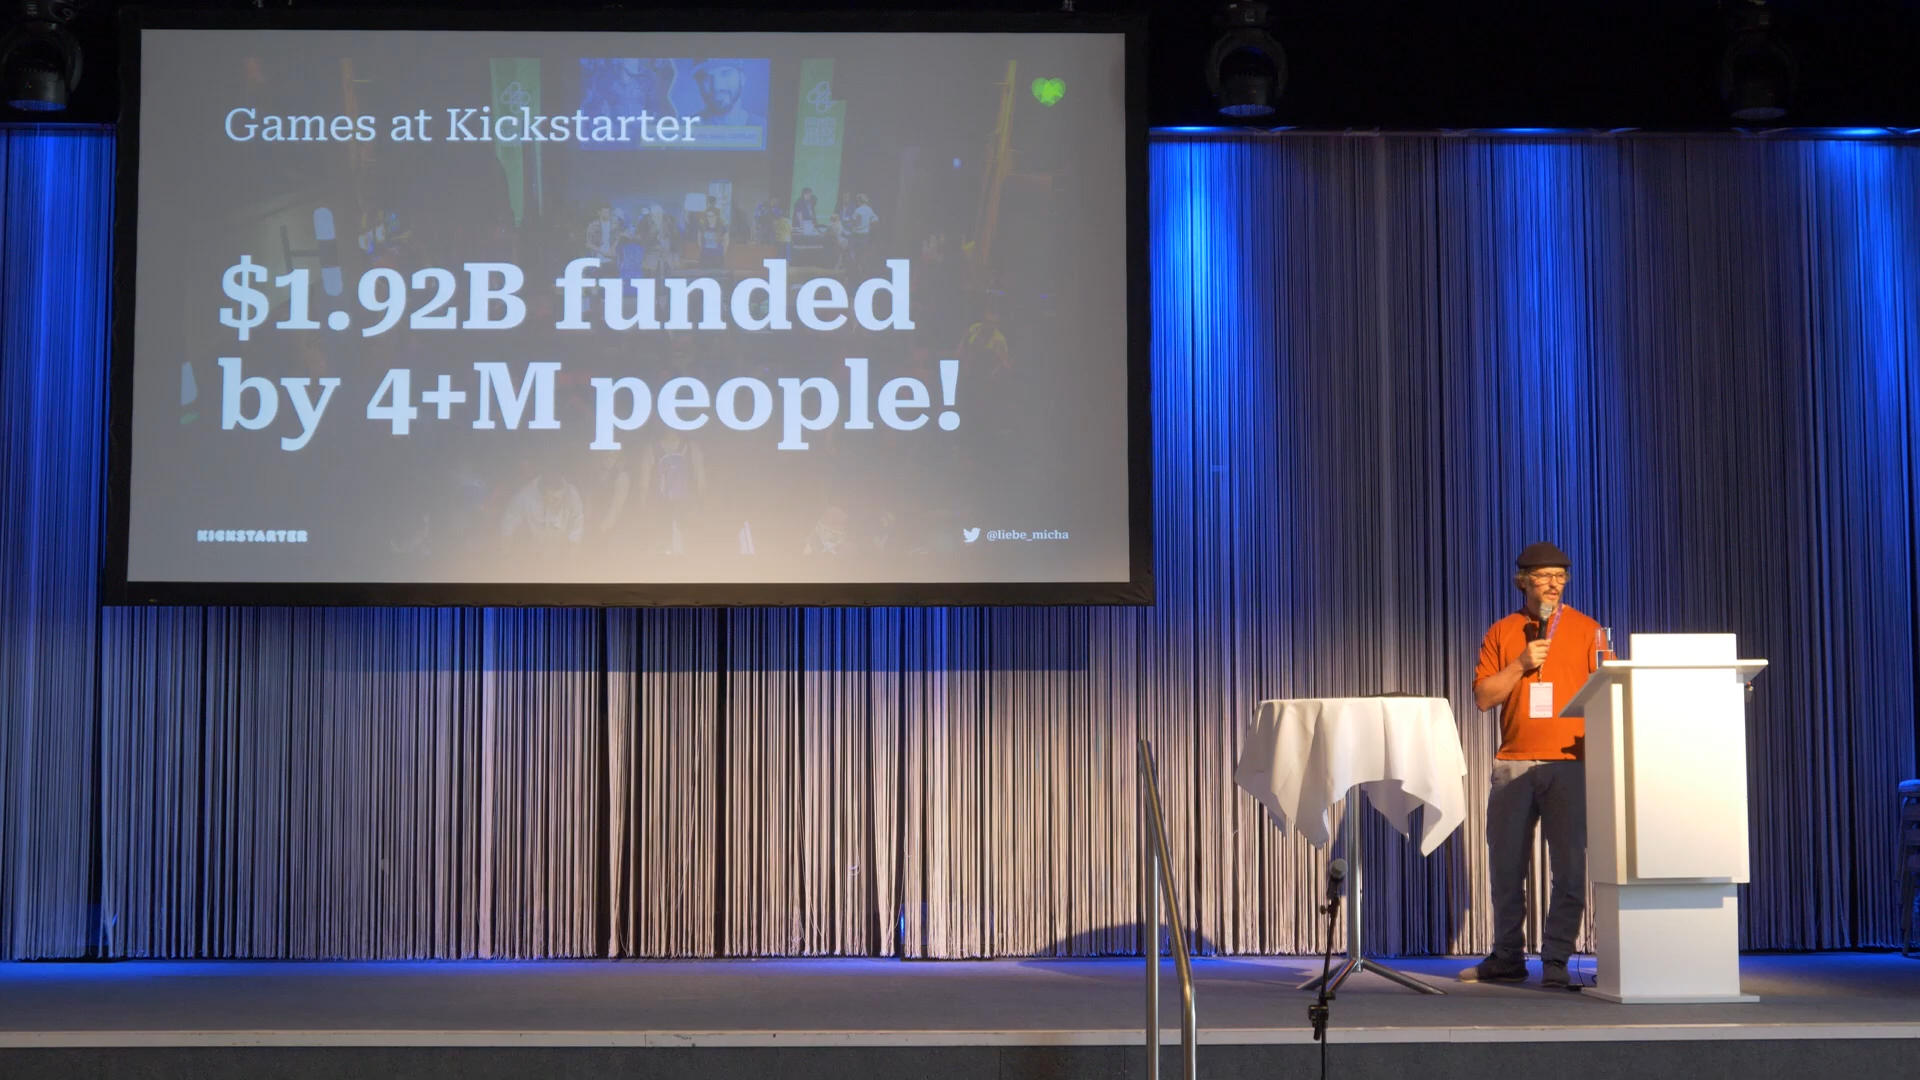 Games at Kickstarter
$1.92B funded
by 4+M people!
KICKSTARTER
@liebe_micha